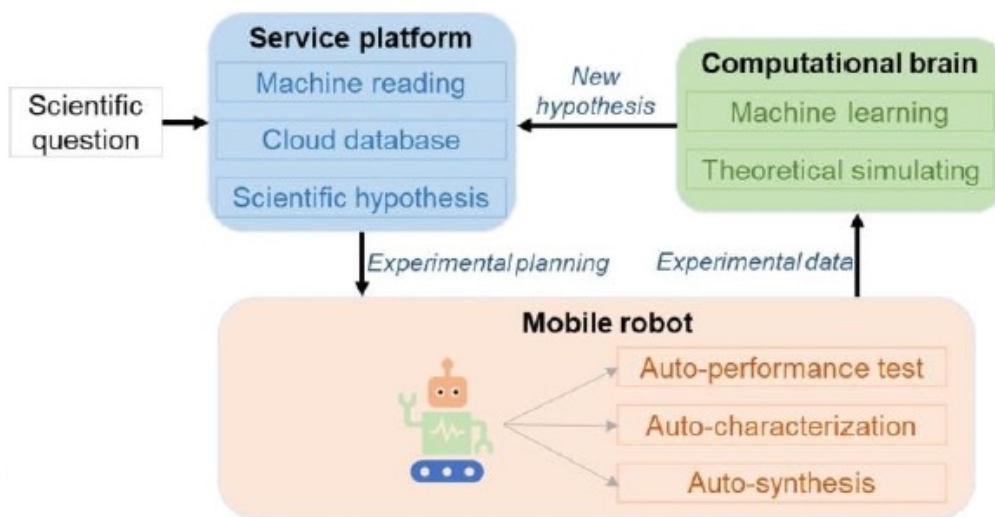 Scientific
question
Service platform
Machine reading
Cloud database
Scientific hypothesis
New
hypothesis
Computational brain
Machine learning
Theoretical simulating
Experimental planning
Experimental data
Mobile robot
Auto-performance test
Auto-characterization
Auto-synthesis